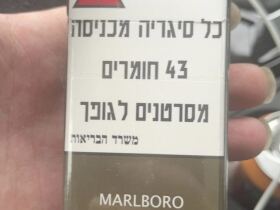 כל סיגריה מכניסה
43 חומרים
מסרטנים לגופך
משרד הבריאות
MARLBORO